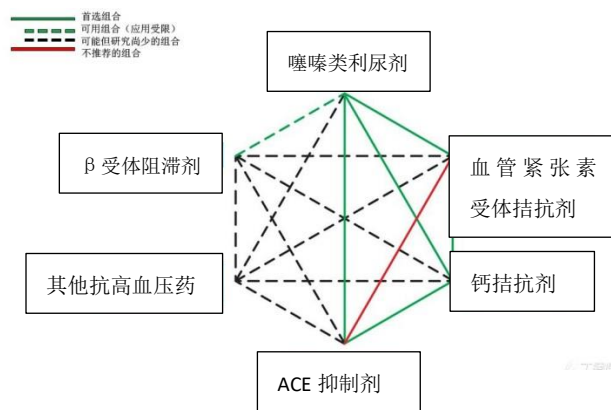 首选组合
可用组合（应用受限）
可能但研究尚少的组合
不推荐的组合
噻嗪类利尿剂
β受体阻滞剂
血管紧张素
受体拮抗剂
其他抗高血压药
钙拮抗剂
ACE 抑制剂